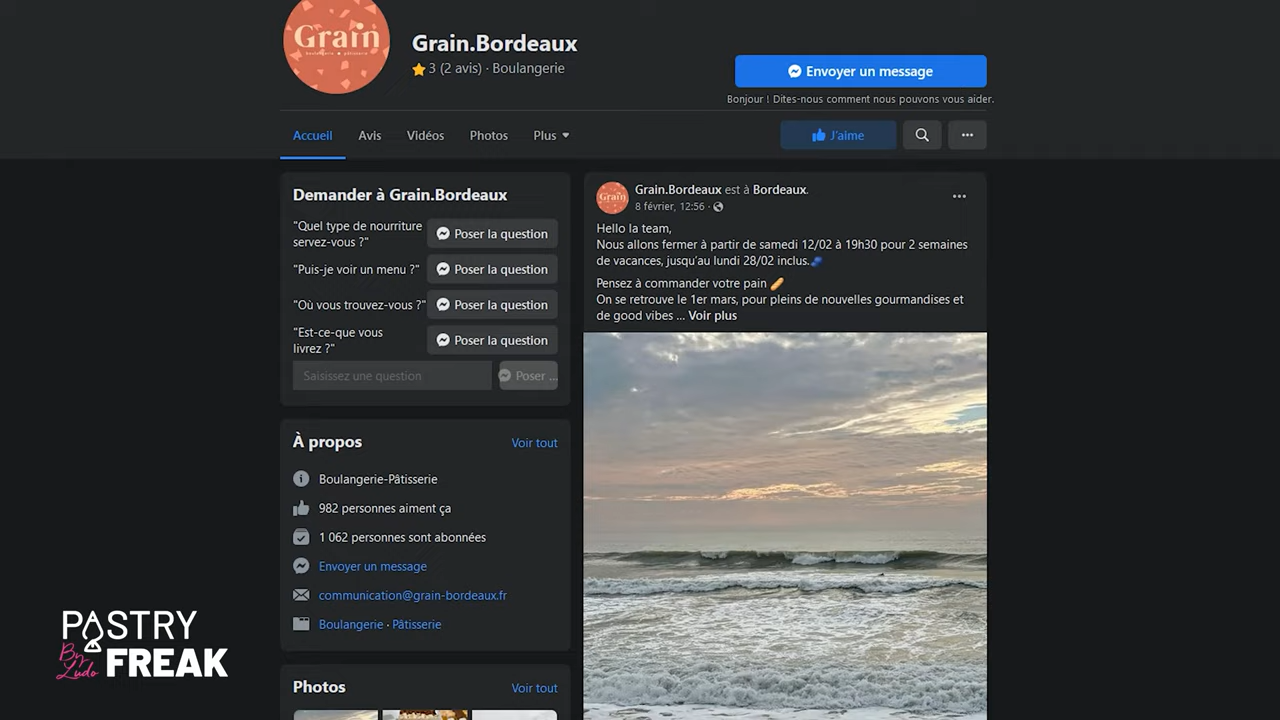 Grain
boulangerie • pâtisserie
Grain.Bordeaux
3 (2 avis) · Boulangerie
Envoyer un message
Bonjour ! Dites-nous comment nous pouvons vous aider.
Accueil
Avis
Vidéos
Photos
Plus
J'aime
Demander à Grain.Bordeaux
"Quel type de nourriture
servez-vous ?"
Poser la question
"Puis-je voir un menu ?"
Poser la question
"Où vous trouvez-vous ?"
Poser la question
"Est-ce-que vous
livrez ?"
Poser la question
Saisissez une question
Poser ...
À propos
Voir tout
Boulangerie-Pâtisserie
982 personnes aiment ça
1 062 personnes sont abonnées
Envoyer un message
communication@grain-bordeaux.fr
Boulangerie · Pâtisserie
Photos
Voir tout
Grain
Grain.Bordeaux est à Bordeaux.
8 février, 12:56 ·
Hello la team,
Nous allons fermer à partir de samedi 12/02 à 19h30 pour 2 semaines
de vacances, jusqu'au lundi 28/02 inclus.
Pensez à commander votre pain
On se retrouve le 1er mars, pour pleins de nouvelles gourmandises et
de good vibes ... Voir plus
PASTRY
By Ludo
FREAK